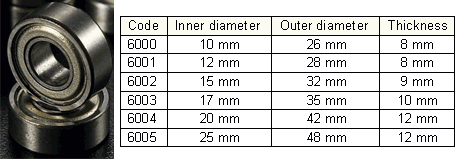 Code Inner diameter Outer diameter Thickness
6000 10 mm 26 mm 8 mm
6001 12 mm 28 mm 8 mm
6002 15 mm 32 mm 9 mm
6003 17 mm 35 mm 10 mm
6004 20 mm 42 mm 12 mm
6005 25 mm 48 mm 12 mm